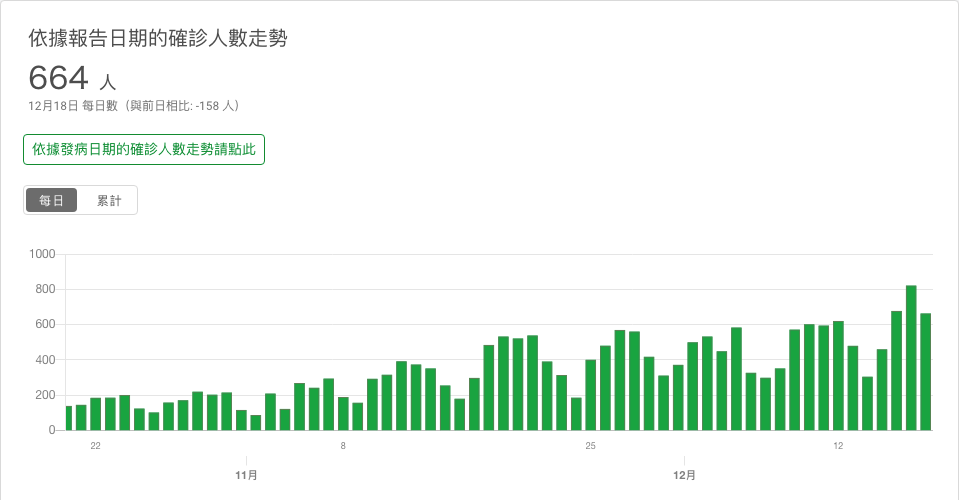 依據報告日期的確診人數走勢
664 人
12月18日 每日數（與前日相比: -158 人）
依據發病日期的確診人數走勢請點此
每日 累計
1000
800
600
400
200
0
22 8 25 12
11月 12月